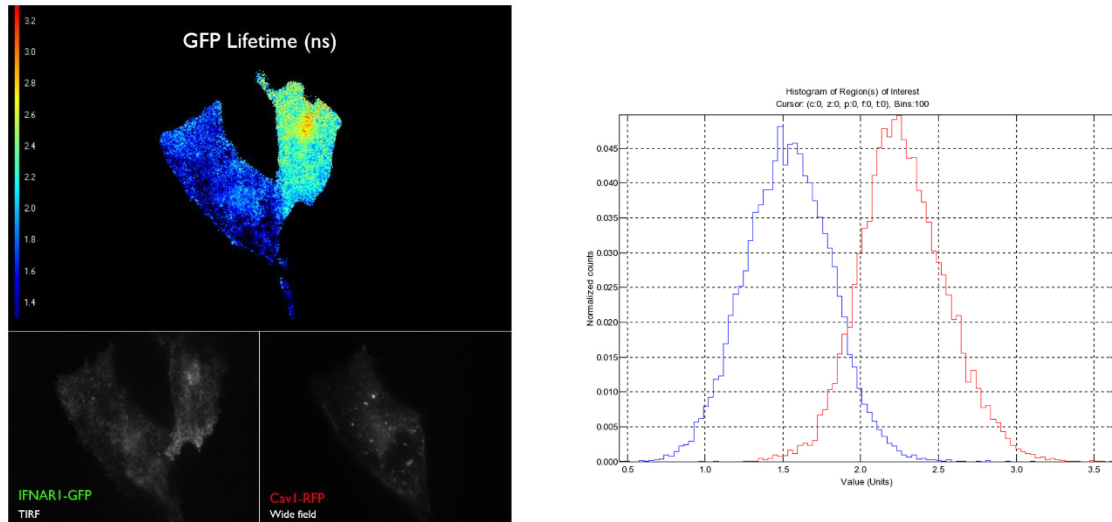 3.2
GFP Lifetime (ns)
3.0
2.8
2.6
2.4
2.2
2.0
1.8
1.6
1.4
IFNAR1-GFP
TIRF
Cav1-RFP
Wide field
Histogram of Region(s) of Interest
Cursor: (c:0, z:0, p:0, f:0, t:0), Bins:100
Normalized counts
0.045
0.040
0.035
0.030
0.025
0.020
0.015
0.010
0.005
0.000
0.5 1.0 1.5 2.0 2.5 3.0 3.5
Value (Units)